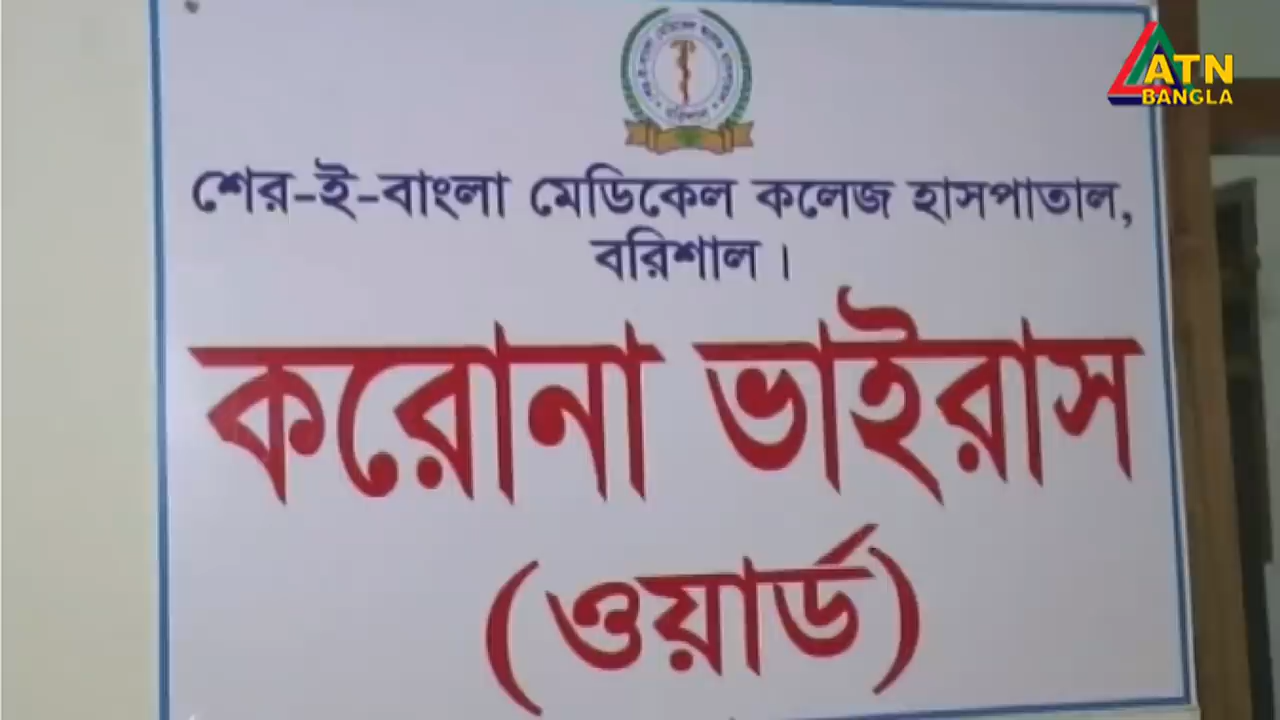 ATN
BANGLA
শের-ই-বাংলা মেডিকেল কলেজ হাসপাতাল,
বরিশাল।
করোনা ভাইরাস
(ওয়ার্ড)